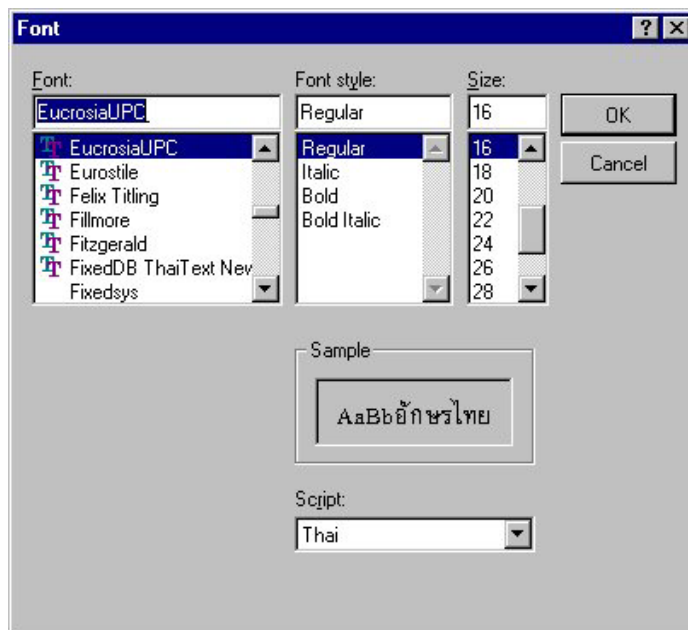 Font
Font:
EucrosiaUPC
EucrosiaUPC
Eurostile
Felix Titling
Fillmore
Fitzgerald
FixedDB ThaiText New
Fixedsys
Font style:
Regular
Regular
Italic
Bold
Bold Italic
Size:
16
16
18
20
22
24
26
28
OK
Cancel
Sample
AaBbอักษรไทย
Script:
Thai